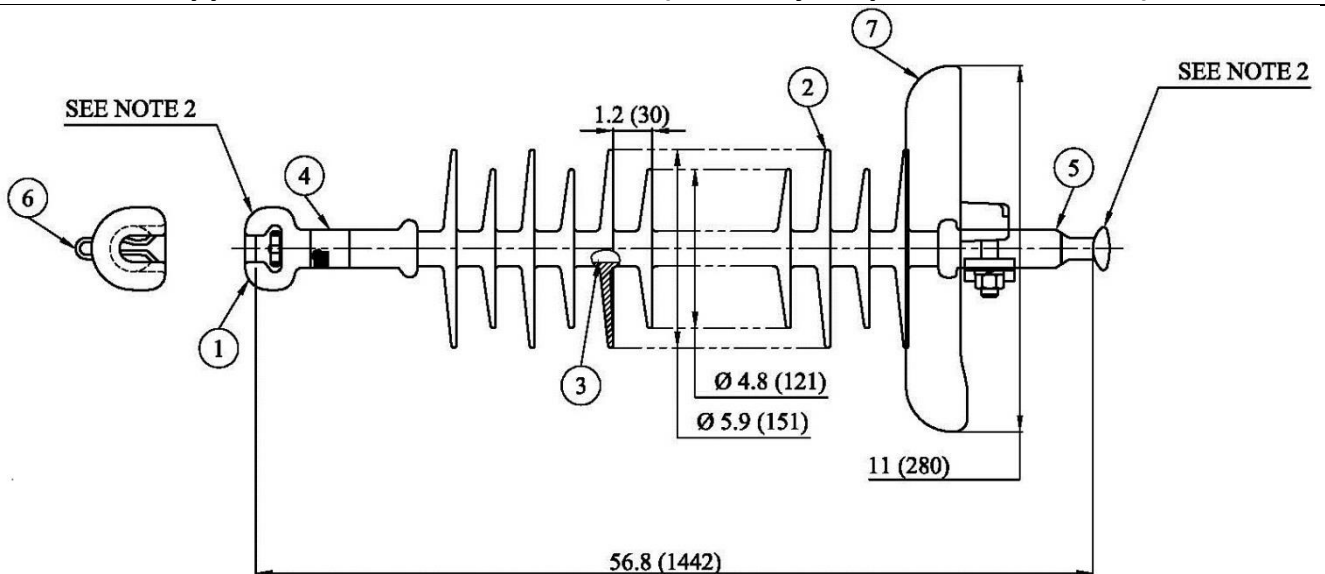 7
SEE NOTE 2
2
SEE NOTE 2
1.2 (30)
4
5
6
1
3
Ø 4.8 (121)
Ø 5.9 (151)
11 (280)
56.8 (1442)